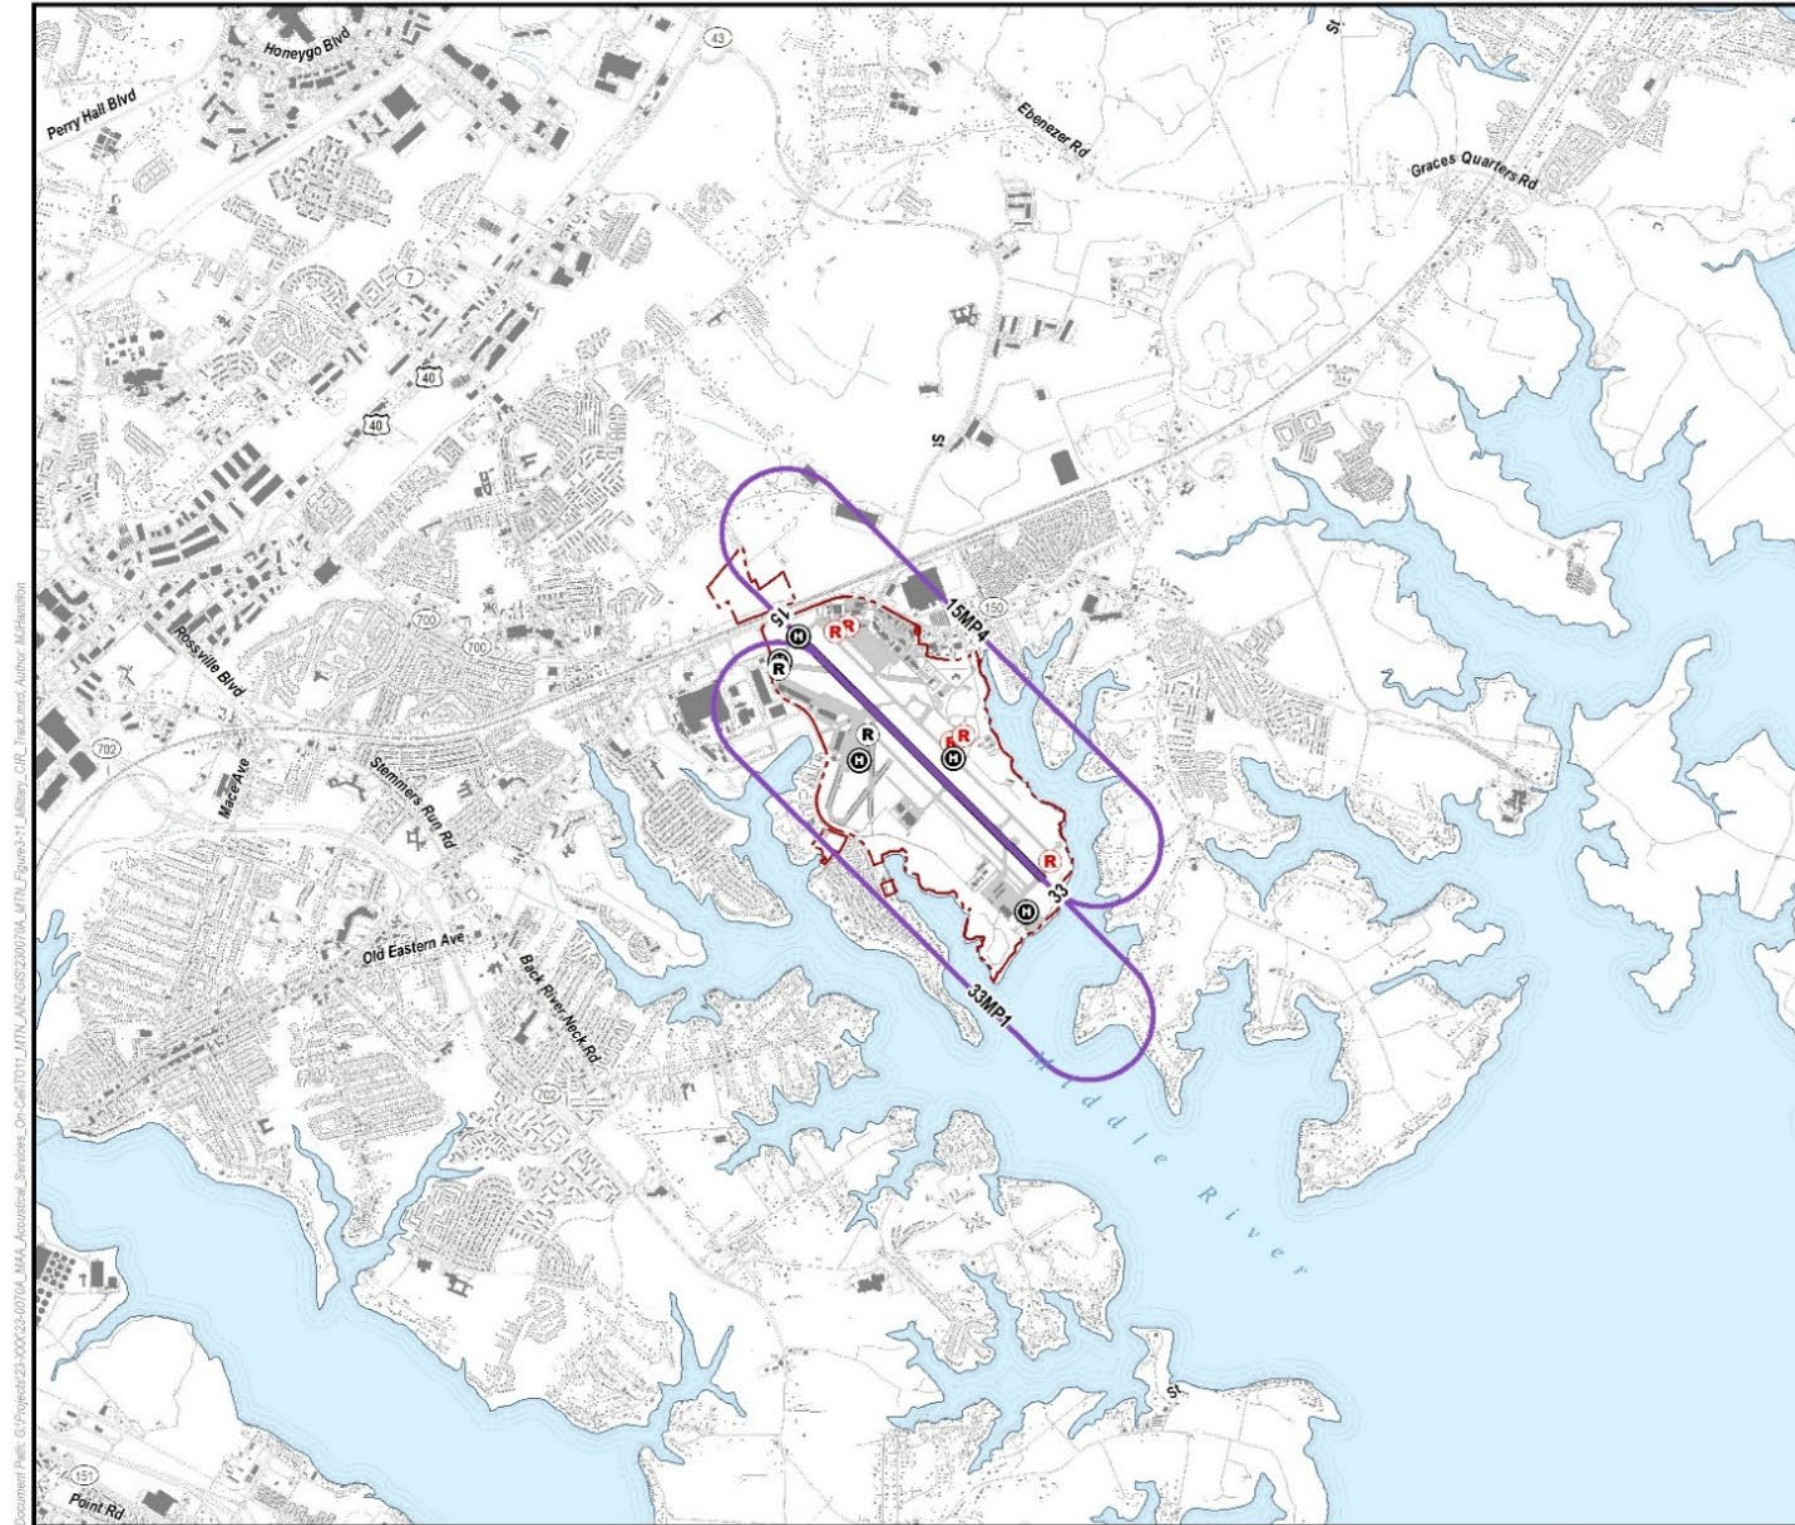 Honeygo Blvd
43
St
Perry Hall Blvd
Ebenezer Rd
Graces Quarters Rd
C
7
40
40
St
15
R
R
15MP4
150
H
R
700
700
Rossville Blvd
R
R
H
H
702
Mace Ave
Stemmers Run Rd
R
33
H
Old Eastern Ave
Back River Neck Rd
33MP1
Middle River
702
St
151
Point Rd